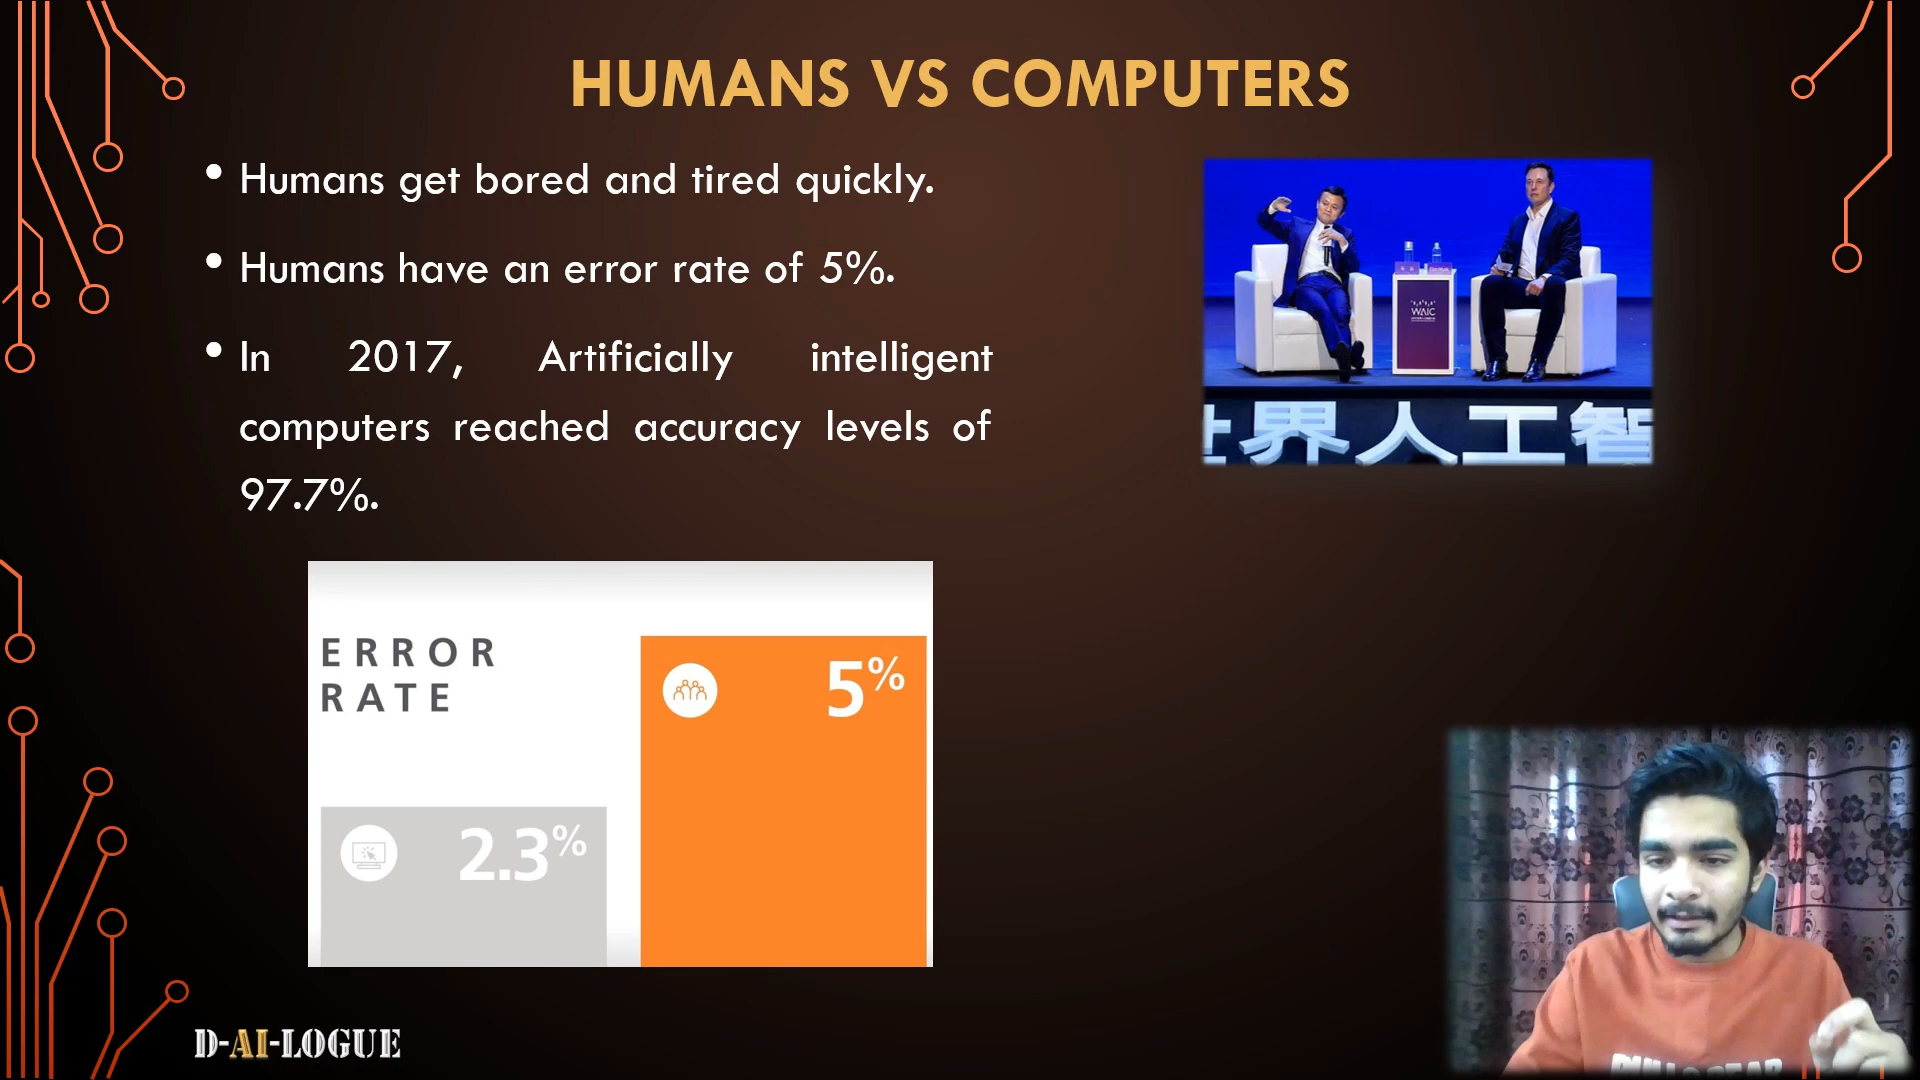 HUMANS VS COMPUTERS
• Humans get bored and tired quickly.
• Humans have an error rate of 5%.
• In 2017, Artificially intelligent
computers reached accuracy levels of
97.7%.
WAIC
世界人工智
ERROR
RATE
5%
2.3%
D-AI-LOGUE